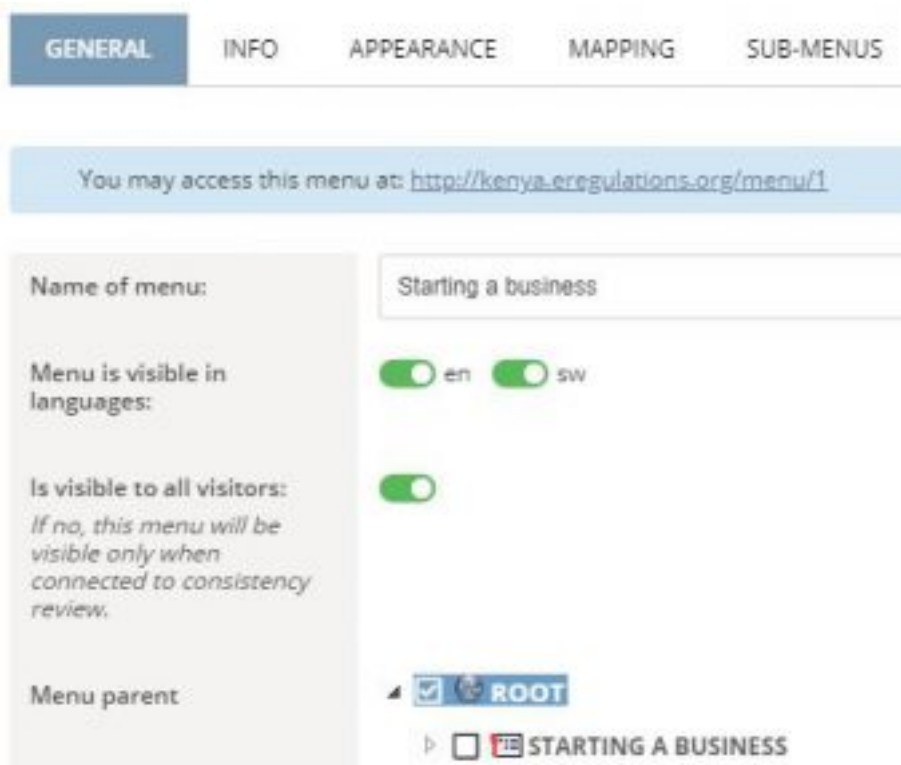 GENERAL INFO APPEARANCE MAPPING SUB-MENUS
You may access this menu at: http://kenya.eregulations.org/menu/1
Name of menu: Starting a business
Menu is visible in
languages:
en sw
Is visible to all visitors:
If no, this menu will be
visible only when
connected to consistency
review.
Menu parent
ROOT
STARTING A BUSINESS